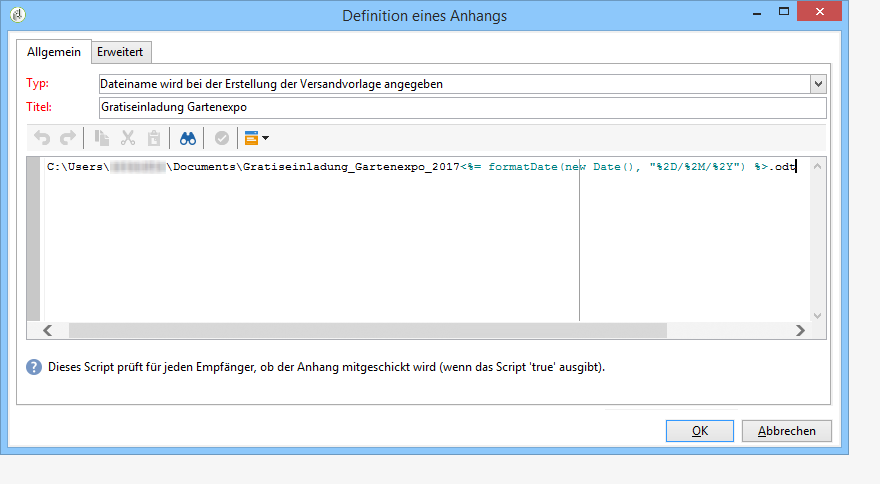 Definition eines Anhangs
Allgemein
Erweitert
Typ:
Dateiname wird bei der Erstellung der Versandvorlage angegeben
Titel:
Gratiseinladung Gartenexpo
C:\Users\ \Documents\Gratiseinladung_Gartenexpo_2017<%= formatDate(new Date(), "%2D/%2M/%2Y") %>.odt
Dieses Script prüft für jeden Empfänger, ob der Anhang mitgeschickt wird (wenn das Script 'true' ausgibt).
OK
Abbrechen